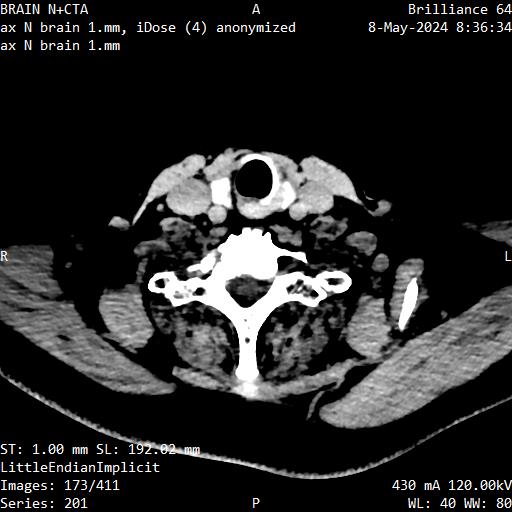 BRAIN N+CTA
A
Brilliance 64
ax N brain 1.mm, iDose (4) anonymized
8-May-2024 8:36:34
ax N brain 1.mm
R
L
ST: 1.00 mm SL: 192.02 mm
LittleEndianImplicit
Images: 173/411
430 mA 120.00kV
Series: 201
P
WL: 40 WW: 80